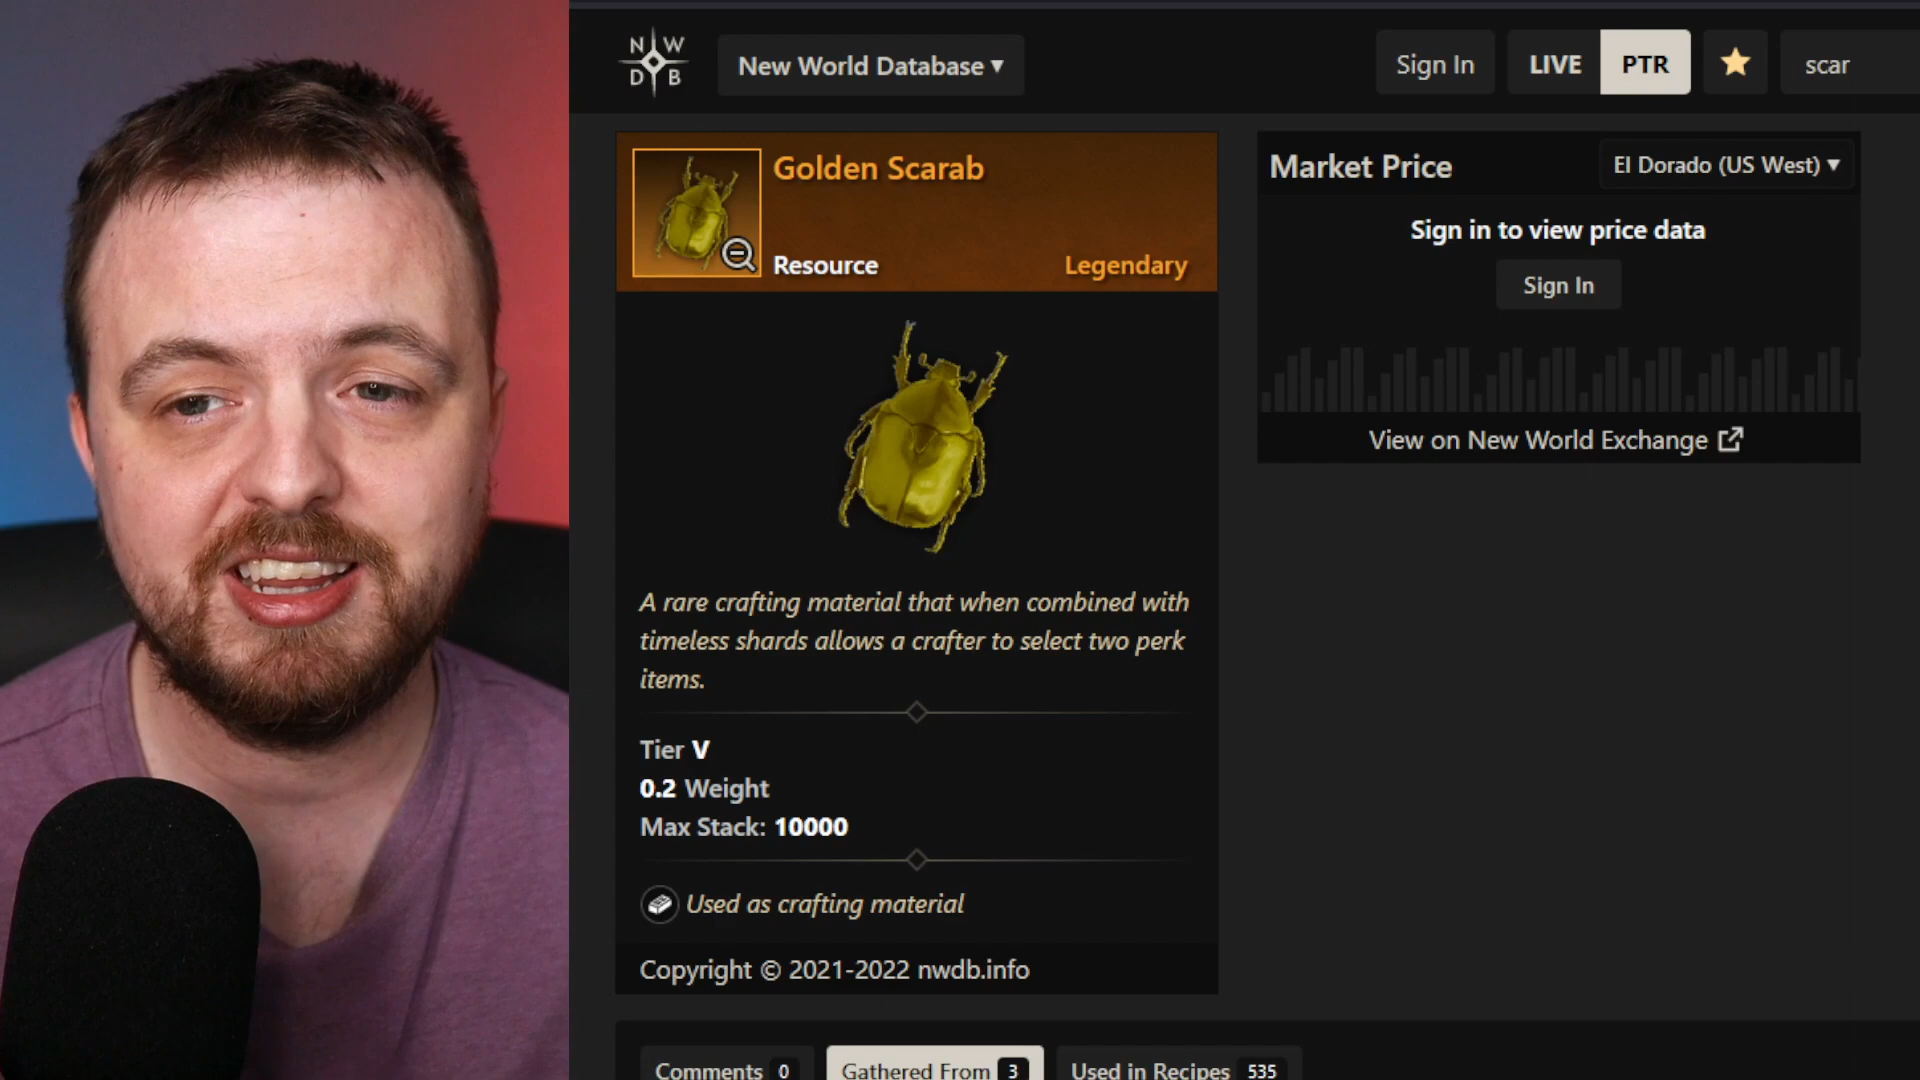 N W
D B
New World Database ▾
Sign In
LIVE
PTR
scar
Golden Scarab
Resource
Legendary
A rare crafting material that when combined with
timeless shards allows a crafter to select two perk
items.
Tier V
0.2 Weight
Max Stack: 10000
Used as crafting material
Copyright © 2021-2022 nwdb.info
Market Price
El Dorado (US West) ▾
Sign in to view price data
Sign In
View on New World Exchange
Comments 0
Gathered From 3
Used in Recipes 535